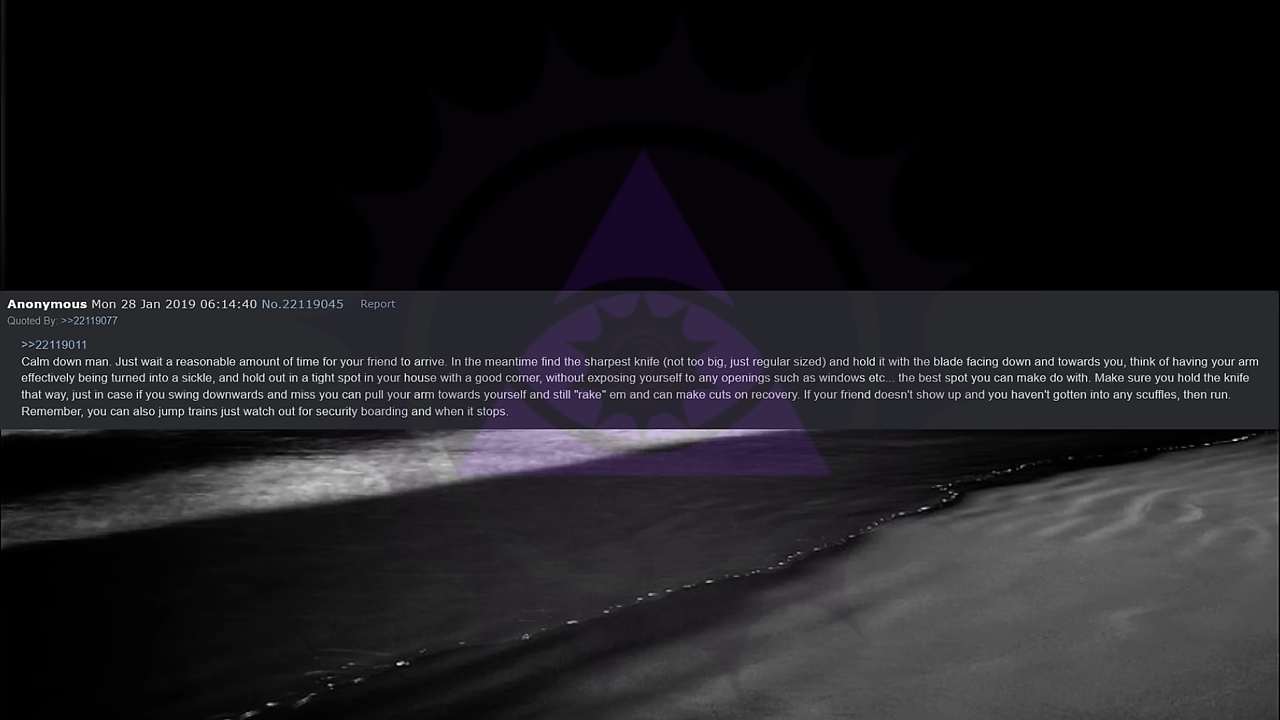 Anonymous Mon 28 Jan 2019 06:14:40 No.22119045 Report
Quoted By: >>22119077
>>22119011
Calm down man. Just wait a reasonable amount of time for your friend to arrive. In the meantime find the sharpest knife (not too big, just regular sized) and hold it with the blade facing down and towards you, think of having your arm
effectively being turned into a sickle, and hold out in a tight spot in your house with a good corner, without exposing yourself to any openings such as windows etc... the best spot you can make do with. Make sure you hold the knife
that way, just in case if you swing downwards and miss you can pull your arm towards yourself and still "rake" em and can make cuts on recovery. If your friend doesn't show up and you haven't gotten into any scuffles, then run.
Remember, you can also jump trains just watch out for security boarding and when it stops.